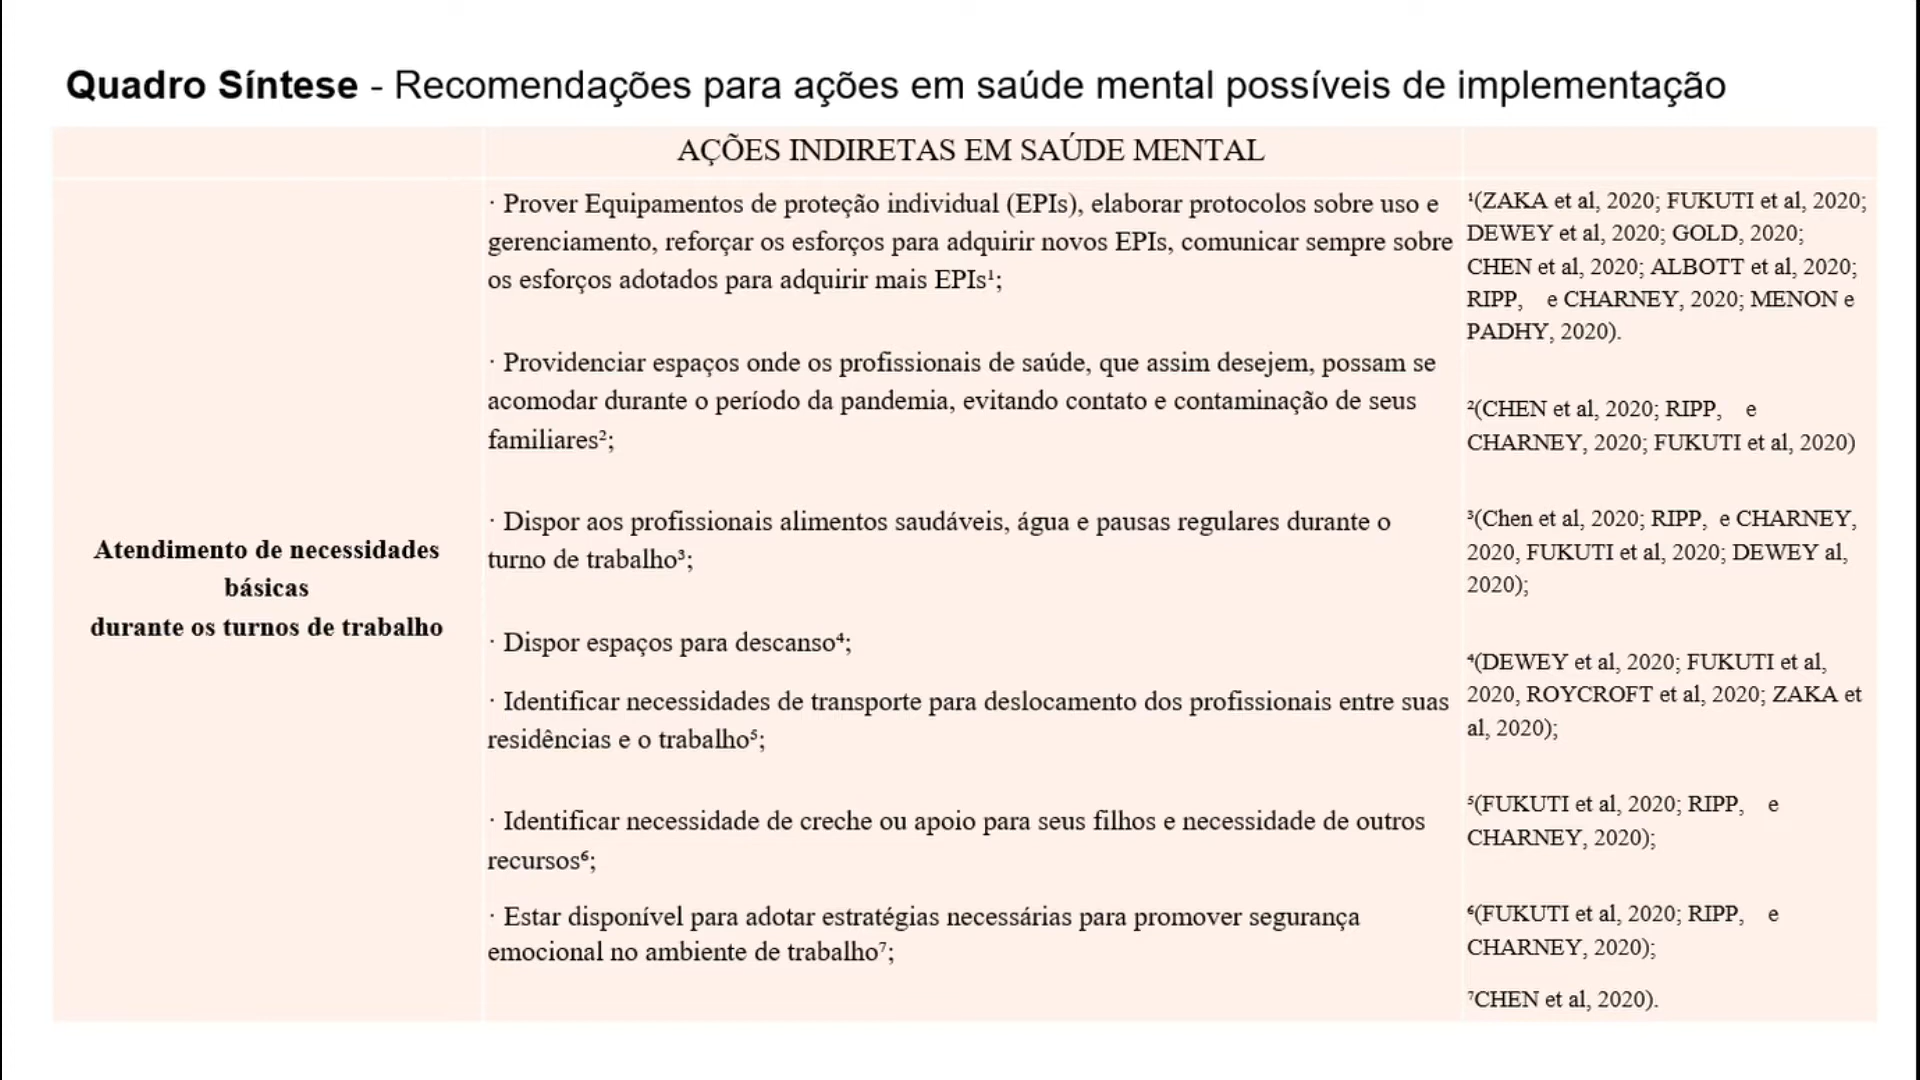 Quadro Síntese - Recomendações para ações em saúde mental possíveis de implementação
AÇÕES INDIRETAS EM SAÚDE MENTAL
Atendimento de necessidades
básicas
durante os turnos de trabalho
· Prover Equipamentos de proteção individual (EPIs), elaborar protocolos sobre uso e
gerenciamento, reforçar os esforços para adquirir novos EPIs, comunicar sempre sobre
os esforços adotados para adquirir mais EPIs¹;
· Providenciar espaços onde os profissionais de saúde, que assim desejem, possam se
acomodar durante o período da pandemia, evitando contato e contaminação de seus
familiares²;
· Dispor aos profissionais alimentos saudáveis, água e pausas regulares durante o
turno de trabalho³;
· Dispor espaços para descanso⁴;
· Identificar necessidades de transporte para deslocamento dos profissionais entre suas
residências e o trabalho⁵;
· Identificar necessidade de creche ou apoio para seus filhos e necessidade de outros
recursos⁶;
· Estar disponível para adotar estratégias necessárias para promover segurança
emocional no ambiente de trabalho⁷;
¹(ZAKA et al, 2020; FUKUTI et al, 2020;
DEWEY et al, 2020; GOLD, 2020;
CHEN et al, 2020; ALBOTT et al, 2020;
RIPP, e CHARNEY, 2020; MENON e
PADHY, 2020).
²(CHEN et al, 2020; RIPP, e
CHARNEY, 2020; FUKUTI et al, 2020)
³(Chen et al, 2020; RIPP, e CHARNEY,
2020, FUKUTI et al, 2020; DEWEY al,
2020);
⁴(DEWEY et al, 2020; FUKUTI et al,
2020, ROYCROFT et al, 2020; ZAKA et
al, 2020);
⁵(FUKUTI et al, 2020; RIPP, e
CHARNEY, 2020);
⁶(FUKUTI et al, 2020; RIPP, e
CHARNEY, 2020);
⁷CHEN et al, 2020).